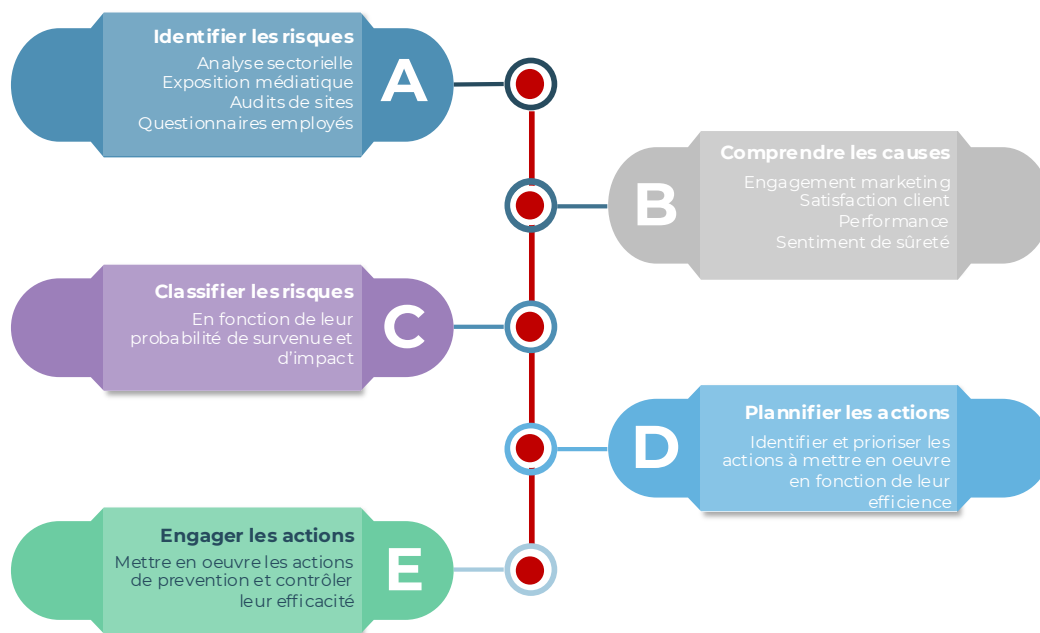 Identifier les risques
Analyse sectorielle
Exposition médiatique
Audits de sites
Questionnaires employés
A
Comprendre les causes
Engagement marketing
Satisfaction client
Performance
Sentiment de sûreté
B
Classifier les risques
En fonction de leur
probabilité de survenue et
d’impact
C
Plannifier les actions
Identifier et prioriser les
actions à mettre en oeuvre
en fonction de leur
efficience
D
Engager les actions
Mettre en oeuvre les actions
de prevention et contrôler
leur efficacité
E